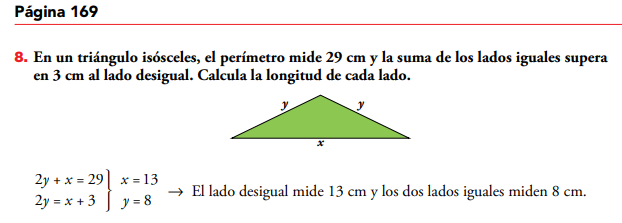 Página 169
8. En un triángulo isósceles, el perímetro mide 29 cm y la suma de los lados iguales supera
en 3 cm al lado desigual. Calcula la longitud de cada lado.
y y
x
2y + x = 29 } x = 13
2y = x + 3 } y = 8 → El lado desigual mide 13 cm y los dos lados iguales miden 8 cm.